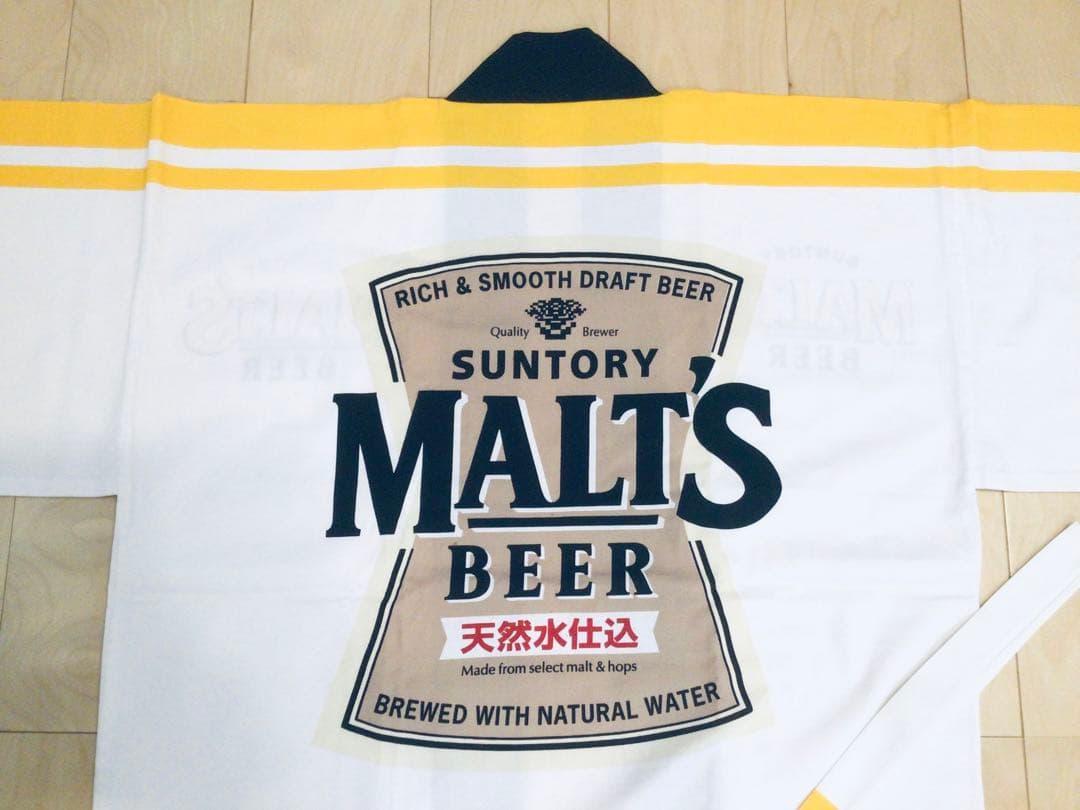 RICH & SMOOTH DRAFT BEER
Quality Brewer
SUNTORY
MALT'S
BEER
天然水仕込
Made from select malt & hops
BREWED WITH NATURAL WATER